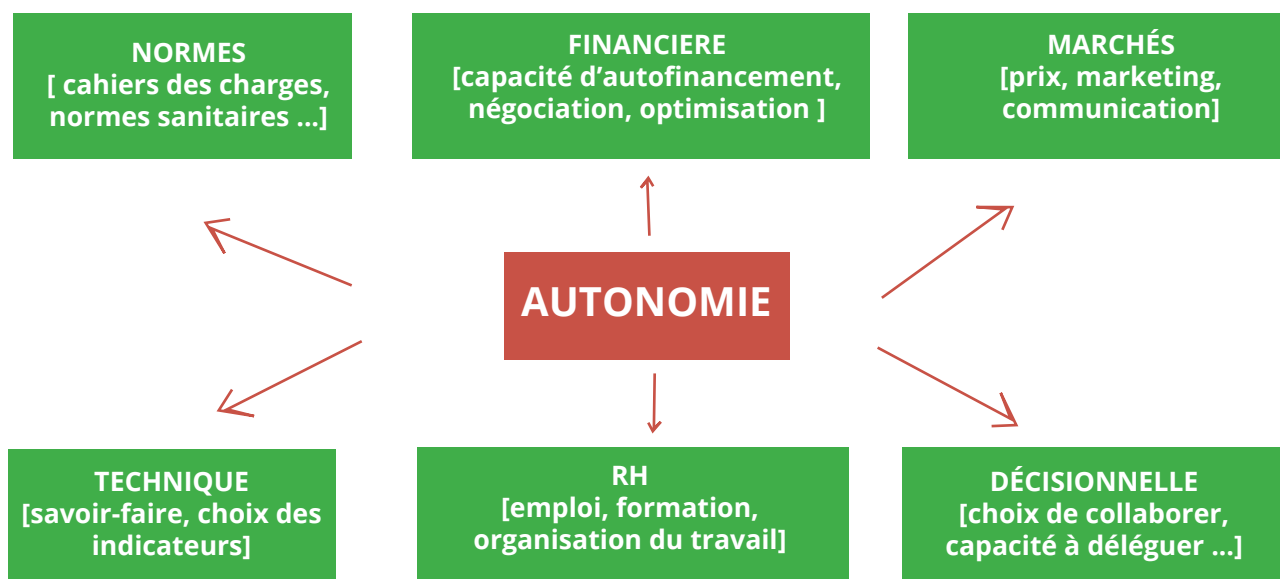 NORMES
[ cahiers des charges,
normes sanitaires ...]
FINANCIERE
[capacité d’autofinancement,
négociation, optimisation ]
MARCHÉS
[prix, marketing,
communication]
AUTONOMIE
TECHNIQUE
[savoir-faire, choix des
indicateurs]
RH
[emploi, formation,
organisation du travail]
DÉCISIONNELLE
[choix de collaborer,
capacité à déléguer ...]